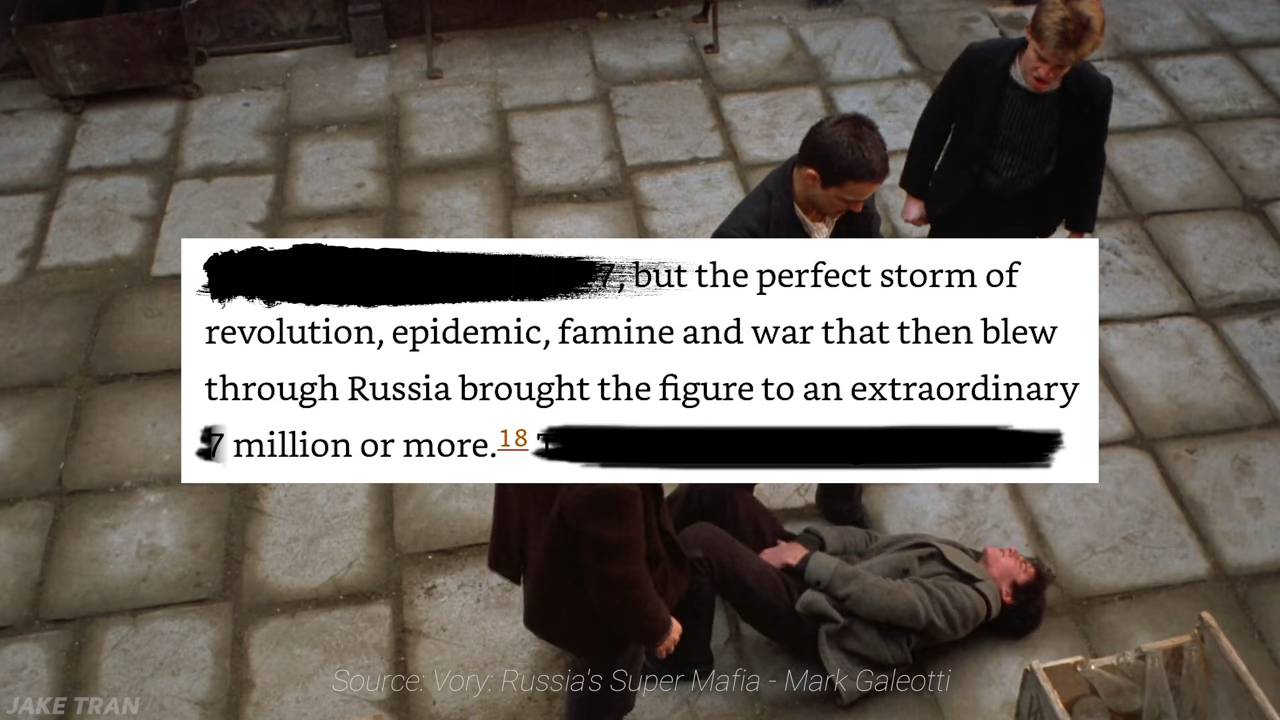 7, but the perfect storm of
revolution, epidemic, famine and war that then blew
through Russia brought the figure to an extraordinary
7 million or more.18
Source: Vory: Russia's Super Mafia - Mark Galeotti
JAKE TRAN